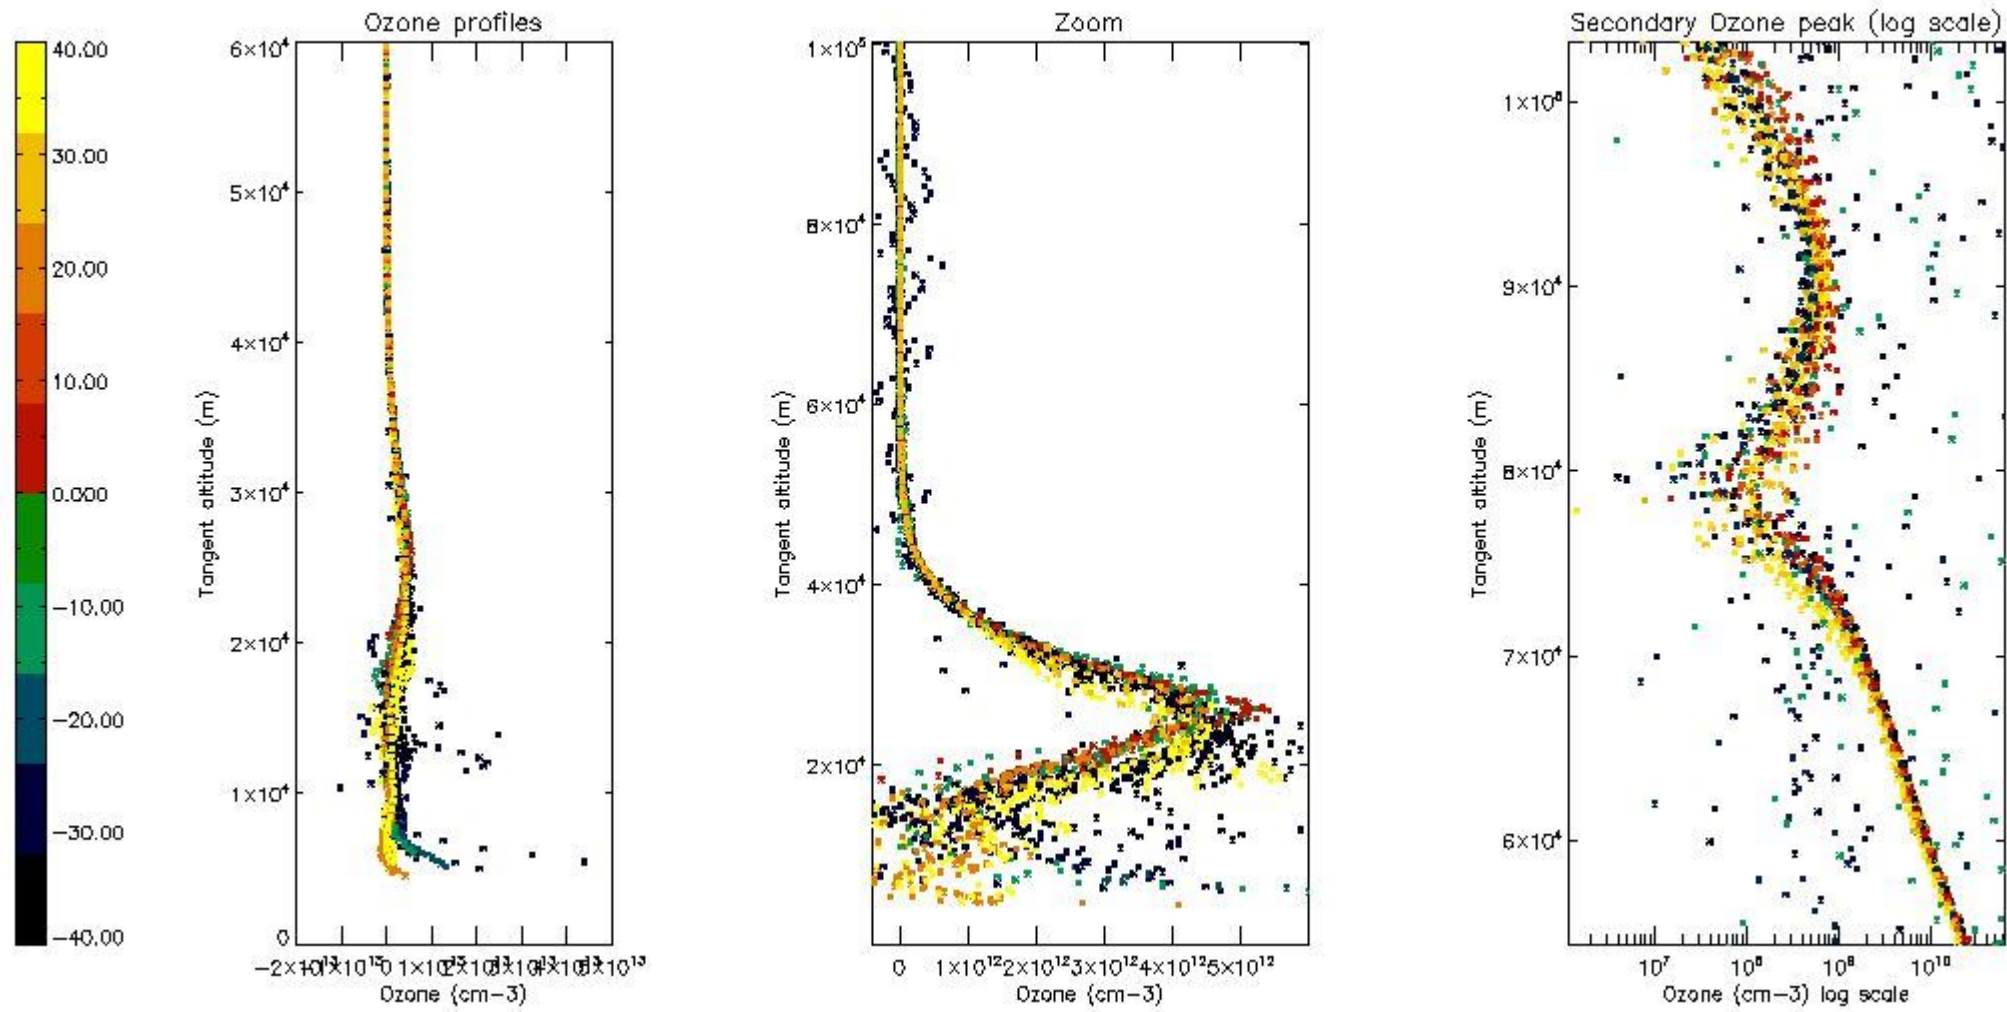 Ozone profiles
Zoom
Secondary Ozone peak (log scale)
40.00
30.00
20.00
10.00
−10.00
−20.00
−30.00
−40.00
6×10⁴
5×10⁴
4×10⁴
3×10⁴
2×10⁴
1×10⁴
0
Tangent altitude (m)
Ozone (cm−3)
1×10⁵
8×10⁴
6×10⁴
4×10⁴
2×10⁴
Tangent altitude (m)
0 1×10¹² 2×10¹² 3×10¹² 4×10¹² 5×10¹²
Ozone (cm−3)
9×10⁴
8×10⁴
7×10⁴
6×10⁴
Tangent altitude (m)
10⁷ 10⁸ 10⁹ 10¹⁰
Ozone (cm−3) log scale